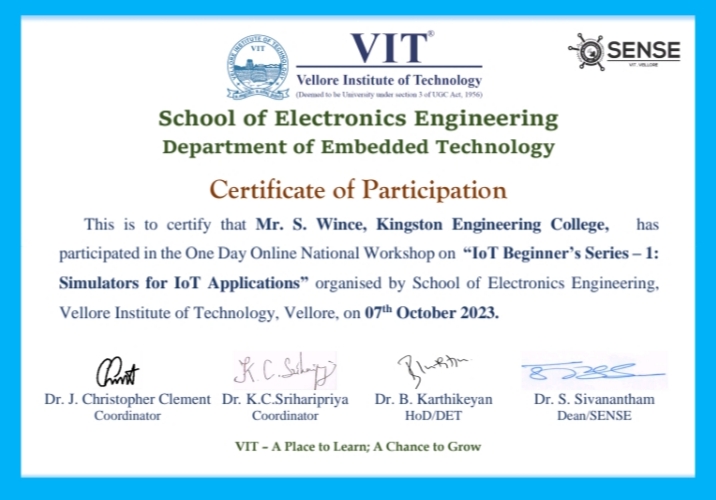 VELLORE INSTITUTE OF TECHNOLOGY
VIT
VIT®
Vellore Institute of Technology
(Deemed to be University under section 3 of UGC Act, 1956)
SENSE
VIT, VELLORE
School of Electronics Engineering
Department of Embedded Technology
Certificate of Participation
This is to certify that Mr. S. Wince, Kingston Engineering College, has
participated in the One Day Online National Workshop on “IoT Beginner’s Series – 1:
Simulators for IoT Applications” organised by School of Electronics Engineering,
Vellore Institute of Technology, Vellore, on 07th October 2023.
K.C.Sriharipriya
Dr. J. Christopher Clement Dr. K.C.Sriharipriya Dr. B. Karthikeyan Dr. S. Sivanantham
Coordinator Coordinator HoD/DET Dean/SENSE
VIT – A Place to Learn; A Chance to Grow